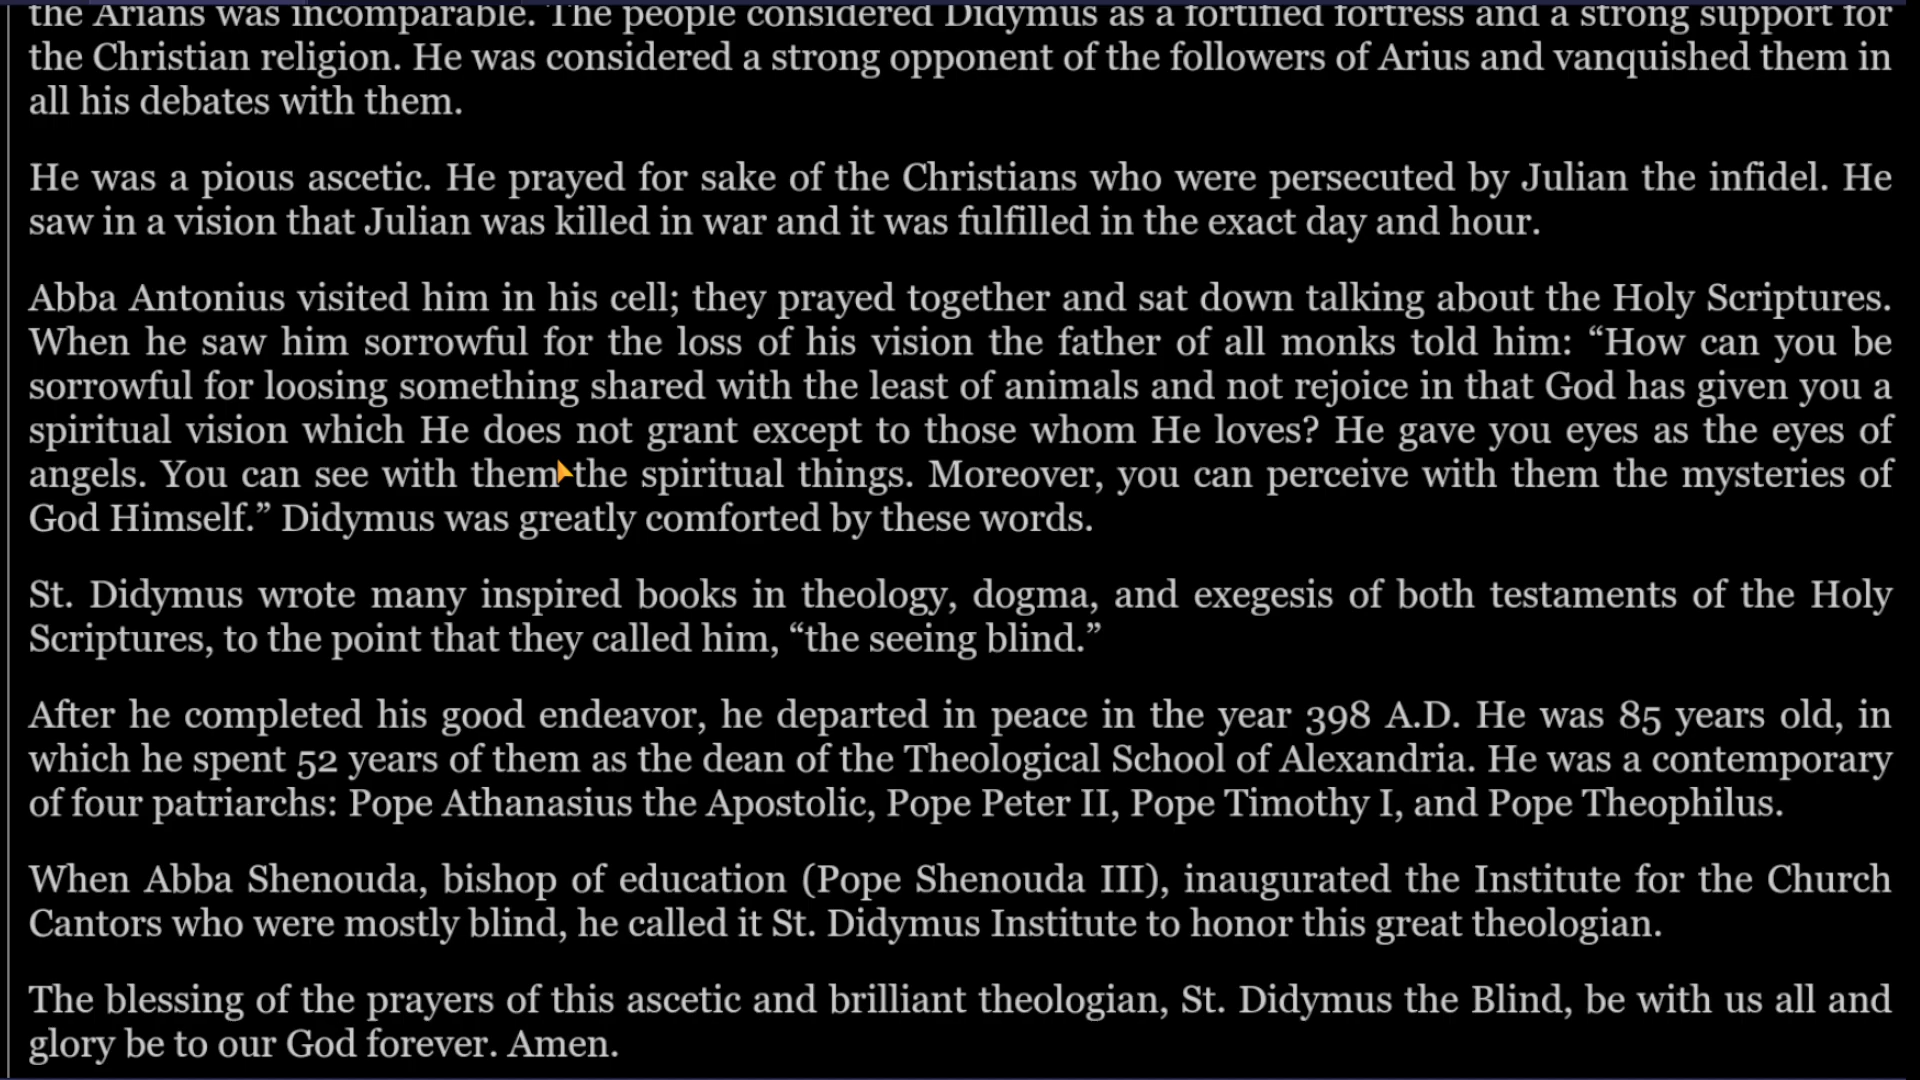 the Arians was incomparable. The people considered Didymus as a fortified fortress and a strong support for
the Christian religion. He was considered a strong opponent of the followers of Arius and vanquished them in
all his debates with them.
He was a pious ascetic. He prayed for sake of the Christians who were persecuted by Julian the infidel. He
saw in a vision that Julian was killed in war and it was fulfilled in the exact day and hour.
Abba Antonius visited him in his cell; they prayed together and sat down talking about the Holy Scriptures.
When he saw him sorrowful for the loss of his vision the father of all monks told him: “How can you be
sorrowful for loosing something shared with the least of animals and not rejoice in that God has given you a
spiritual vision which He does not grant except to those whom He loves? He gave you eyes as the eyes of
angels. You can see with them the spiritual things. Moreover, you can perceive with them the mysteries of
God Himself.” Didymus was greatly comforted by these words.
St. Didymus wrote many inspired books in theology, dogma, and exegesis of both testaments of the Holy
Scriptures, to the point that they called him, “the seeing blind.”
After he completed his good endeavor, he departed in peace in the year 398 A.D. He was 85 years old, in
which he spent 52 years of them as the dean of the Theological School of Alexandria. He was a contemporary
of four patriarchs: Pope Athanasius the Apostolic, Pope Peter II, Pope Timothy I, and Pope Theophilus.
When Abba Shenouda, bishop of education (Pope Shenouda III), inaugurated the Institute for the Church
Cantors who were mostly blind, he called it St. Didymus Institute to honor this great theologian.
The blessing of the prayers of this ascetic and brilliant theologian, St. Didymus the Blind, be with us all and
glory be to our God forever. Amen.